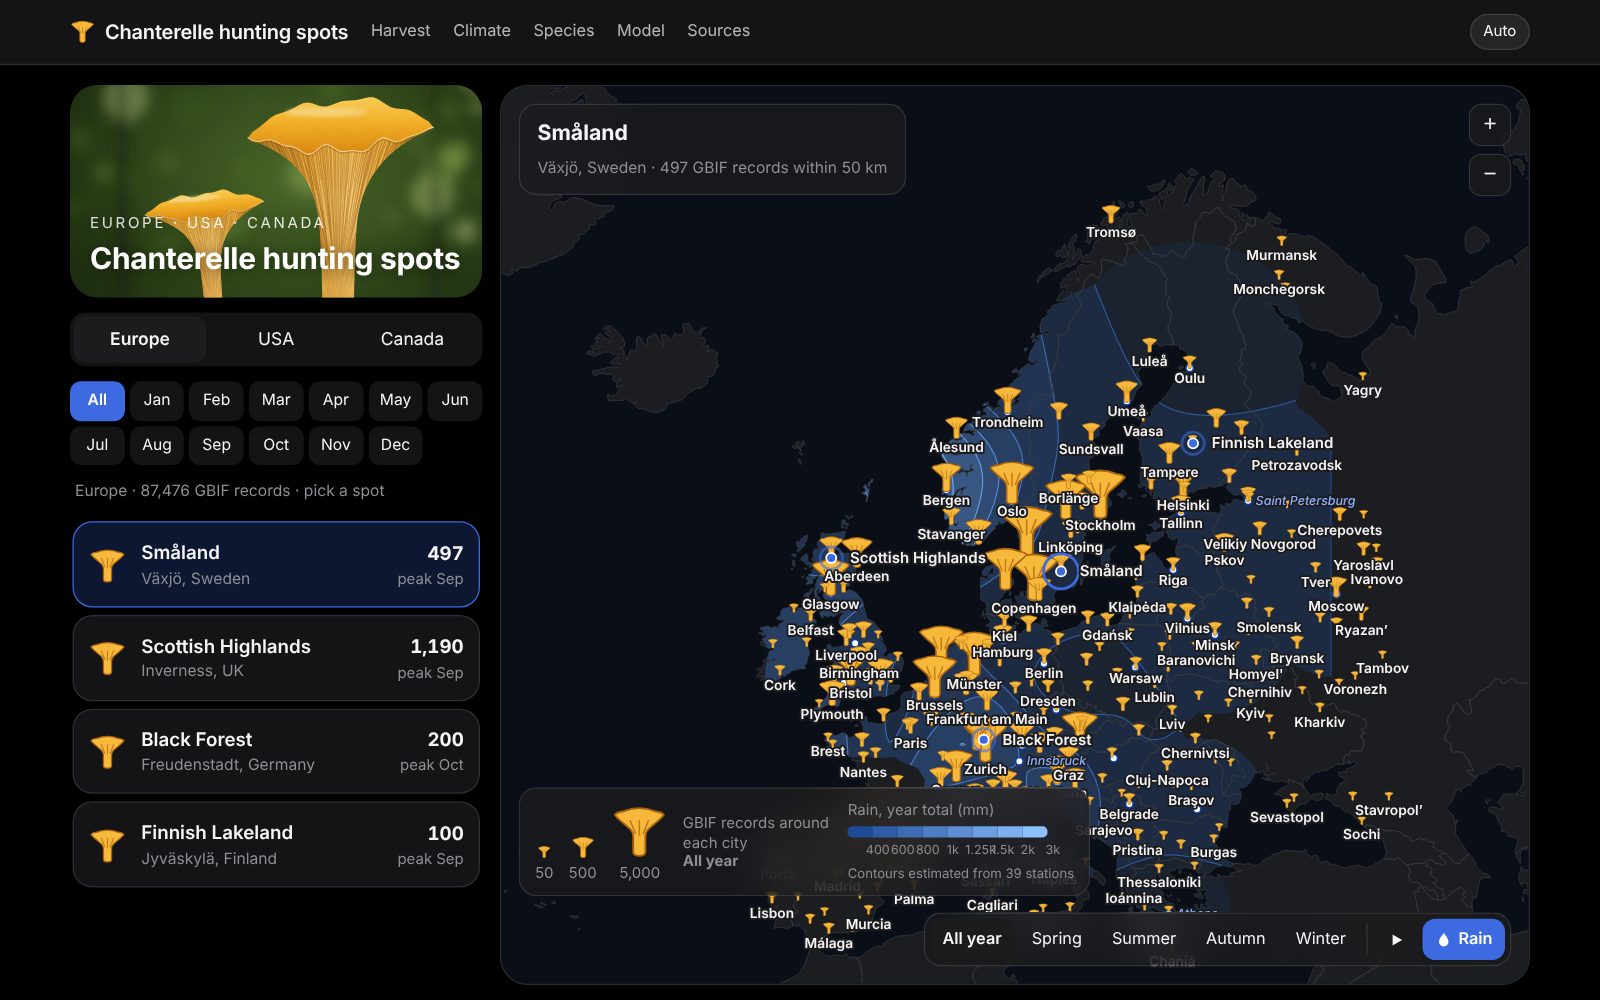 Chanterelle hunting spots
Harvest
Climate
Species
Model
Sources
Auto
EUROPE · USA · CANADA
Chanterelle hunting spots
Europe
USA
Canada
All
Jan
Feb
Mar
Apr
May
Jun
Jul
Aug
Sep
Oct
Nov
Dec
Europe · 87,476 GBIF records · pick a spot
Småland
497
Växjö, Sweden
peak Sep
Scottish Highlands
1,190
Inverness, UK
peak Sep
Black Forest
200
Freudenstadt, Germany
peak Oct
Finnish Lakeland
100
Jyväskylä, Finland
peak Sep
Småland
Växjö, Sweden · 497 GBIF records within 50 km
+
−
Tromsø
Murmansk
Monchegorsk
Luleå
Oulu
Yagry
Umeå
Trondheim
Vaasa
Ålesund
Sundsvall
Finnish Lakeland
Tampere
Petrozavodsk
Bergen
Borlänge
Oslo
Helsinki
Saint Petersburg
Stockholm
Tallinn
Stavanger
Cherepovets
Linköping
Velikiy Novgorod
Scottish Highlands
Pskov
Yaroslavl
Småland
Aberdeen
Riga
Tver
Ivanovo
Glasgow
Copenhagen
Klaipėda
Moscow
Belfast
Kiel
Gdańsk
Vilnius
Smolensk
Ryazan’
Liverpool
Hamburg
Minsk
Baranovichi
Bryansk
Birmingham
Berlin
Warsaw
Homyel'
Tambov
Cork
Bristol
Münster
Chernihiv
Voronezh
Brussels
Dresden
Lublin
Plymouth
Frankfurt am Main
Lviv
Kyiv
Kharkiv
Paris
Black Forest
Brest
Innsbruck
Chernivtsi
Nantes
Zurich
Graz
Cluj-Napoca
Belgrade
Braşov
Sevastopol
Stavropol’
Sarajevo
Sochi
Pristina
Burgas
Thessaloníki
Ioánnina
Porto
Madrid
Sassari
Naples
Palma
Cagliari
Lisbon
Murcia
Málaga
Athens
Chaniá
50
500
5,000
GBIF records around
each city
All year
Rain, year total (mm)
400
600
800
1k
1.25k
1.5k
2k
3k
Contours estimated from 39 stations
All year
Spring
Summer
Autumn
Winter
Rain